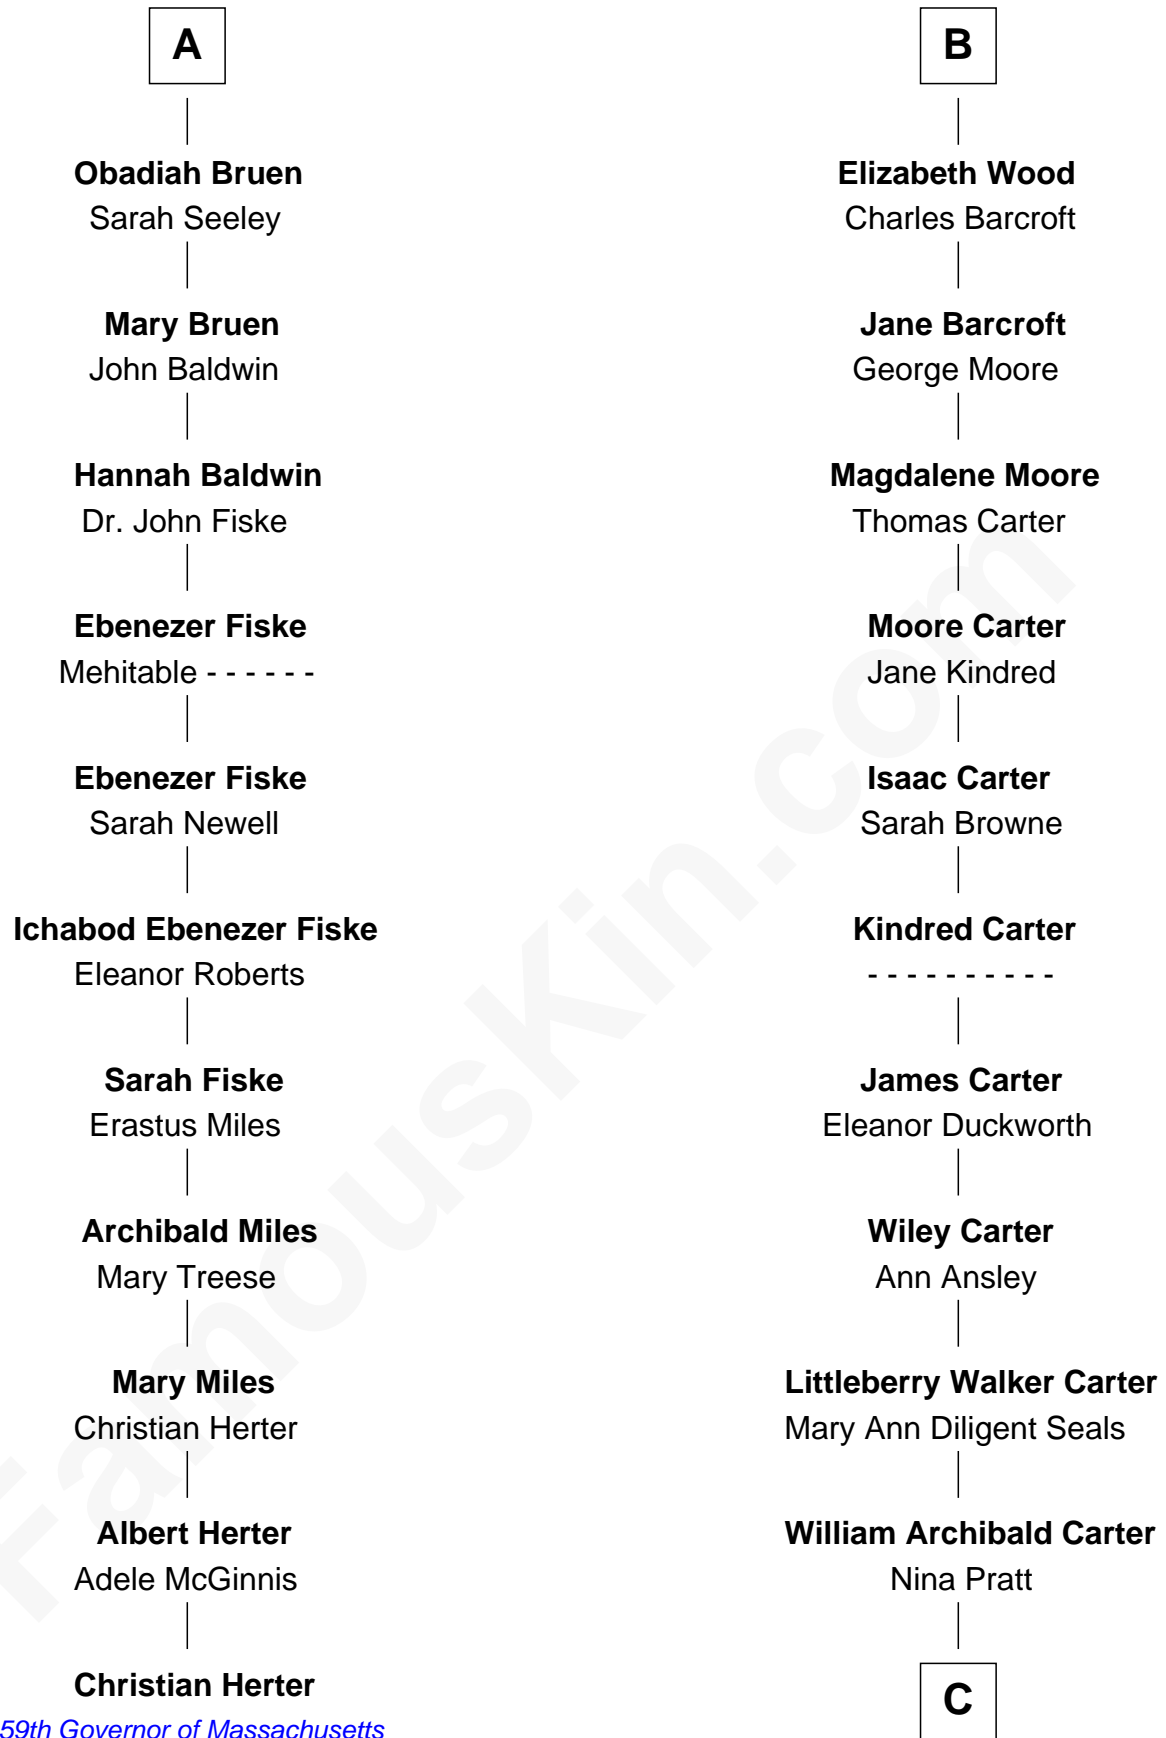 A
Obadiah Bruen
Sarah Seeley
Mary Bruen
John Baldwin
Hannah Baldwin
Dr. John Fiske
Ebenezer Fiske
Mehitable - - - - - -
Ebenezer Fiske
Sarah Newell
Ichabod Ebenezer Fiske
Eleanor Roberts
Sarah Fiske
Erastus Miles
Archibald Miles
Mary Treese
Mary Miles
Christian Herter
Albert Herter
Adele McGinnis
Christian Herter
59th Governor of Massachusetts
B
Elizabeth Wood
Charles Barcroft
Jane Barcroft
George Moore
Magdalene Moore
Thomas Carter
Moore Carter
Jane Kindred
Isaac Carter
Sarah Browne
Kindred Carter
- - - - - - - - - -
James Carter
Eleanor Duckworth
Wiley Carter
Ann Ansley
Littleberry Walker Carter
Mary Ann Diligent Seals
William Archibald Carter
Nina Pratt
C
FamousKin.com